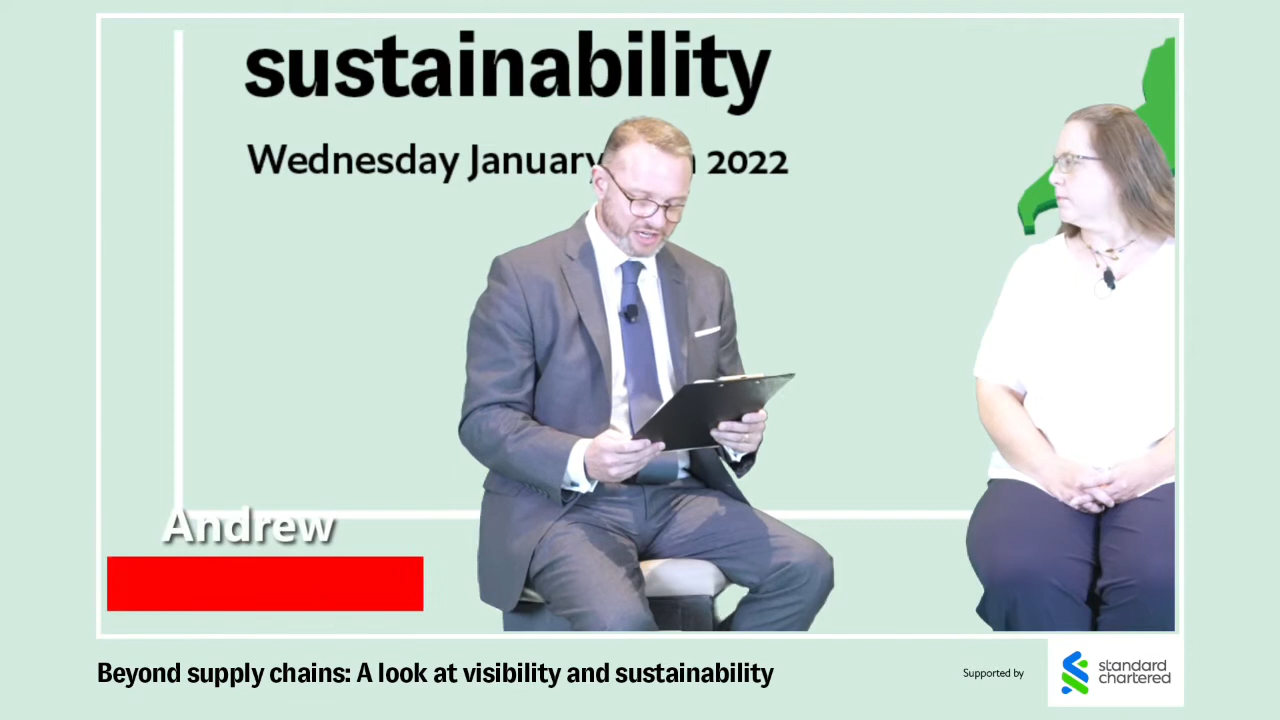 sustainability
Wednesday January 2022
Andrew
Beyond supply chains: A look at visibility and sustainability
Supported by
standard
chartered